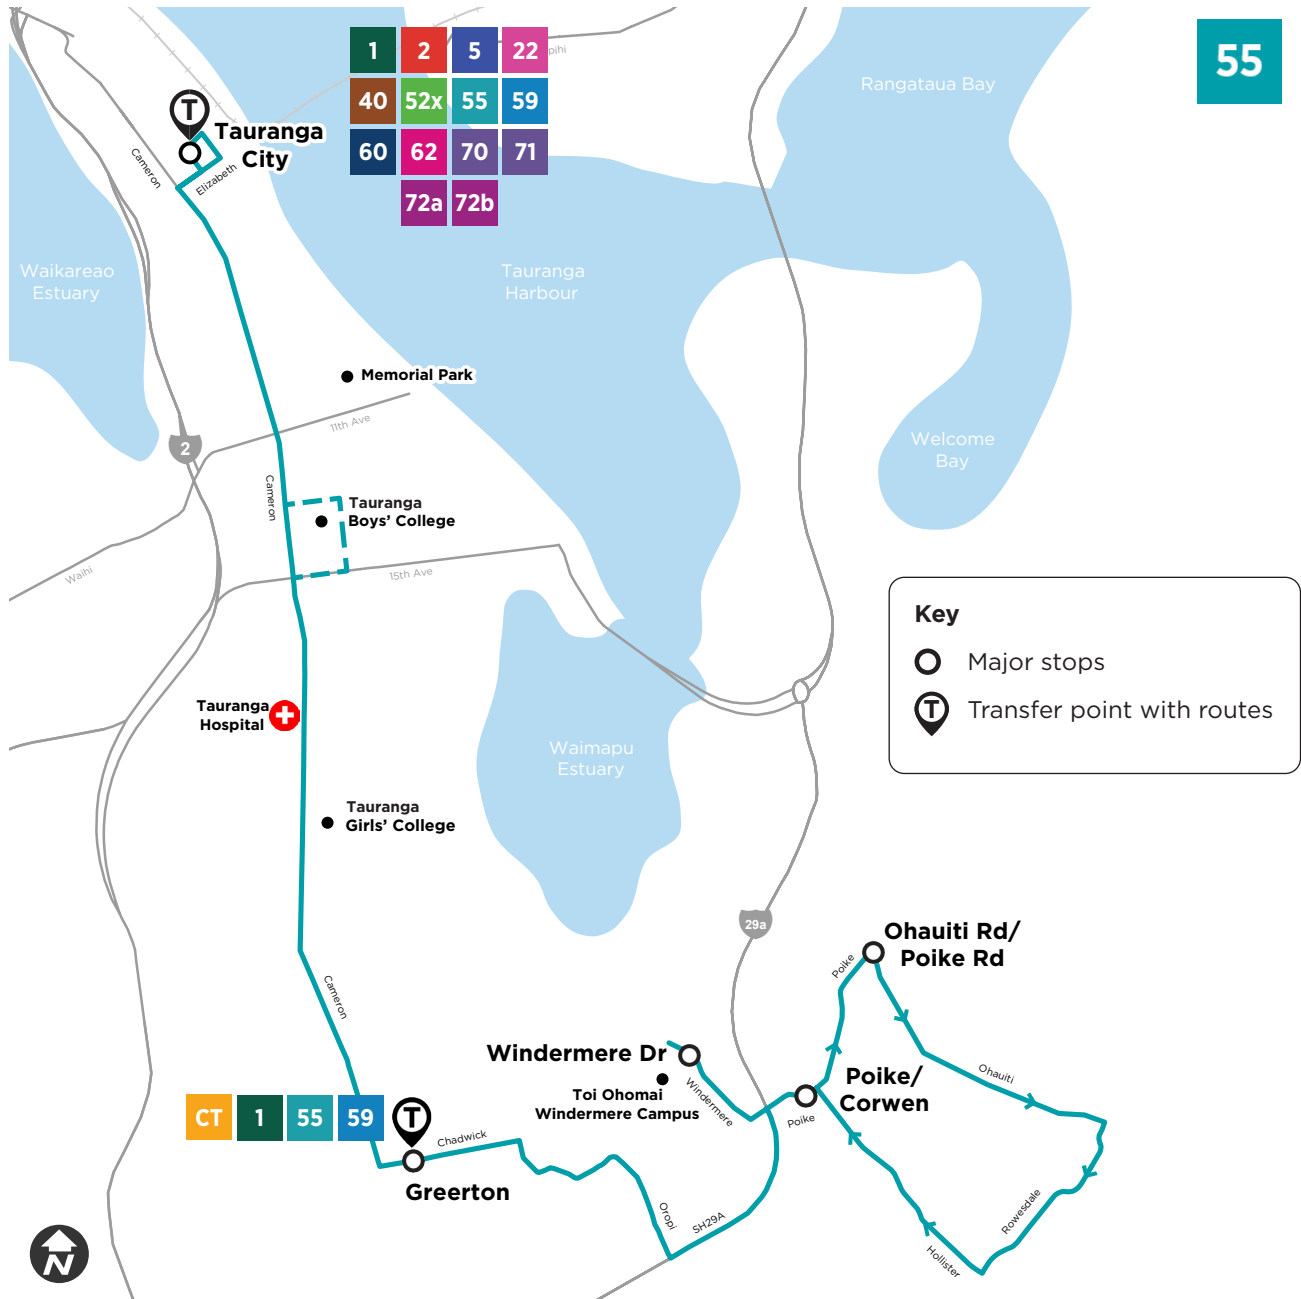 55
1
2
5
22
pihi
40
52x
55
59
60
62
70
71
72a
72b
Rangataua Bay
T
Tauranga
City
Cameron
Elizabeth
Waikareao
Estuary
Tauranga
Harbour
Memorial Park
11th Ave
2
Welcome
Bay
Cameron
Tauranga
Boys' College
Waihi
15th Ave
Key
Major stops
T
Transfer point with routes
Tauranga
Hospital
Waimapu
Estuary
Tauranga
Girls' College
29a
Ohauiti Rd/
Poike Rd
Poike
Cameron
Windermere Dr
Toi Ohomai
Windermere Campus
Windermere
Poike/
Corwen
Poike
Ohauiti
CT
1
55
59
T
Chadwick
Greerton
Oropi
SH29A
Rowesdale
Hollister
N